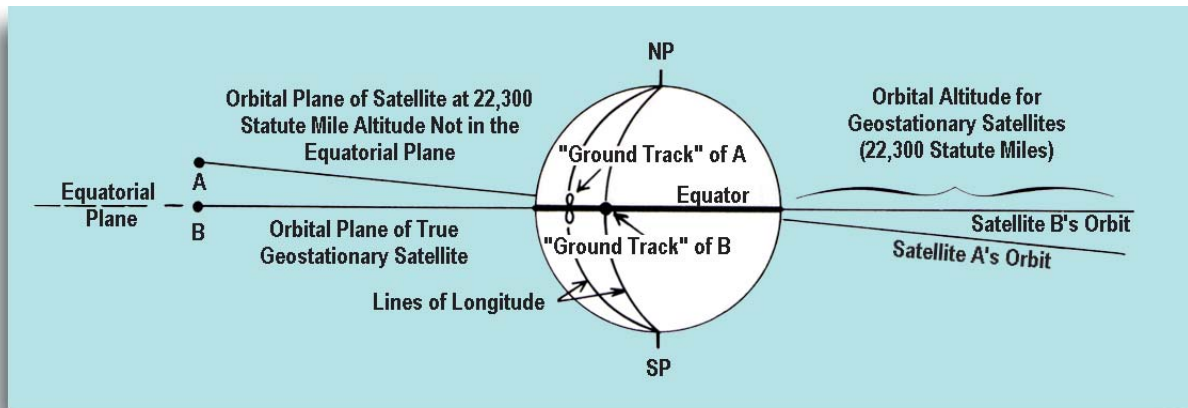 NP
Orbital Plane of Satellite at 22,300
Statute Mile Altitude Not in the
Equatorial Plane
Orbital Altitude for
Geostationary Satellites
(22,300 Statute Miles)
"Ground Track" of A
A
Equatorial
Plane
B
Equator
Orbital Plane of True
Geostationary Satellite
"Ground Track" of B
Satellite B's Orbit
Satellite A's Orbit
Lines of Longitude
SP